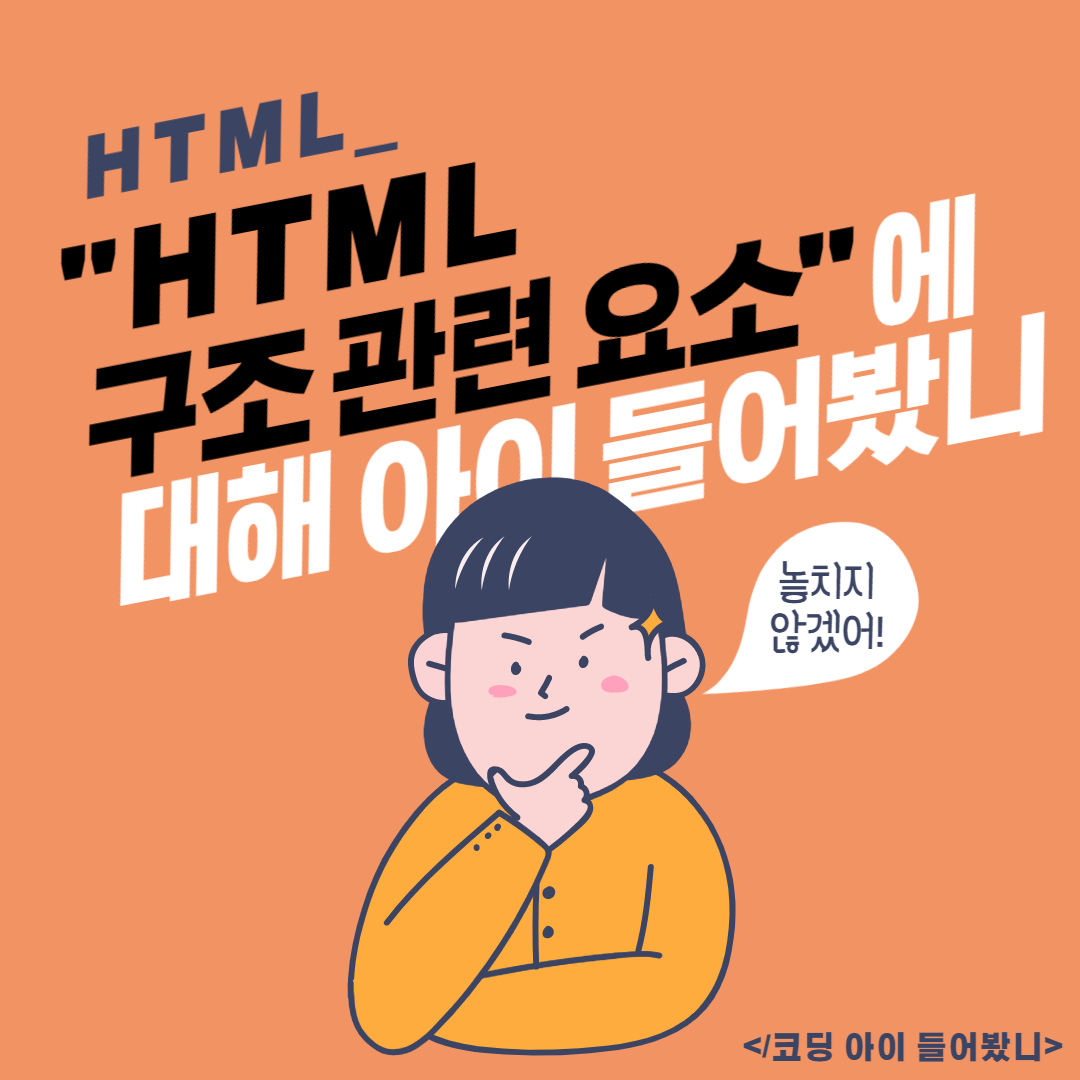 HTML_
"HTML
구조 관련 요소" 에
대해 아이 들어봤니
놓치지
않겠어!
</코딩 아이 들어봤니>